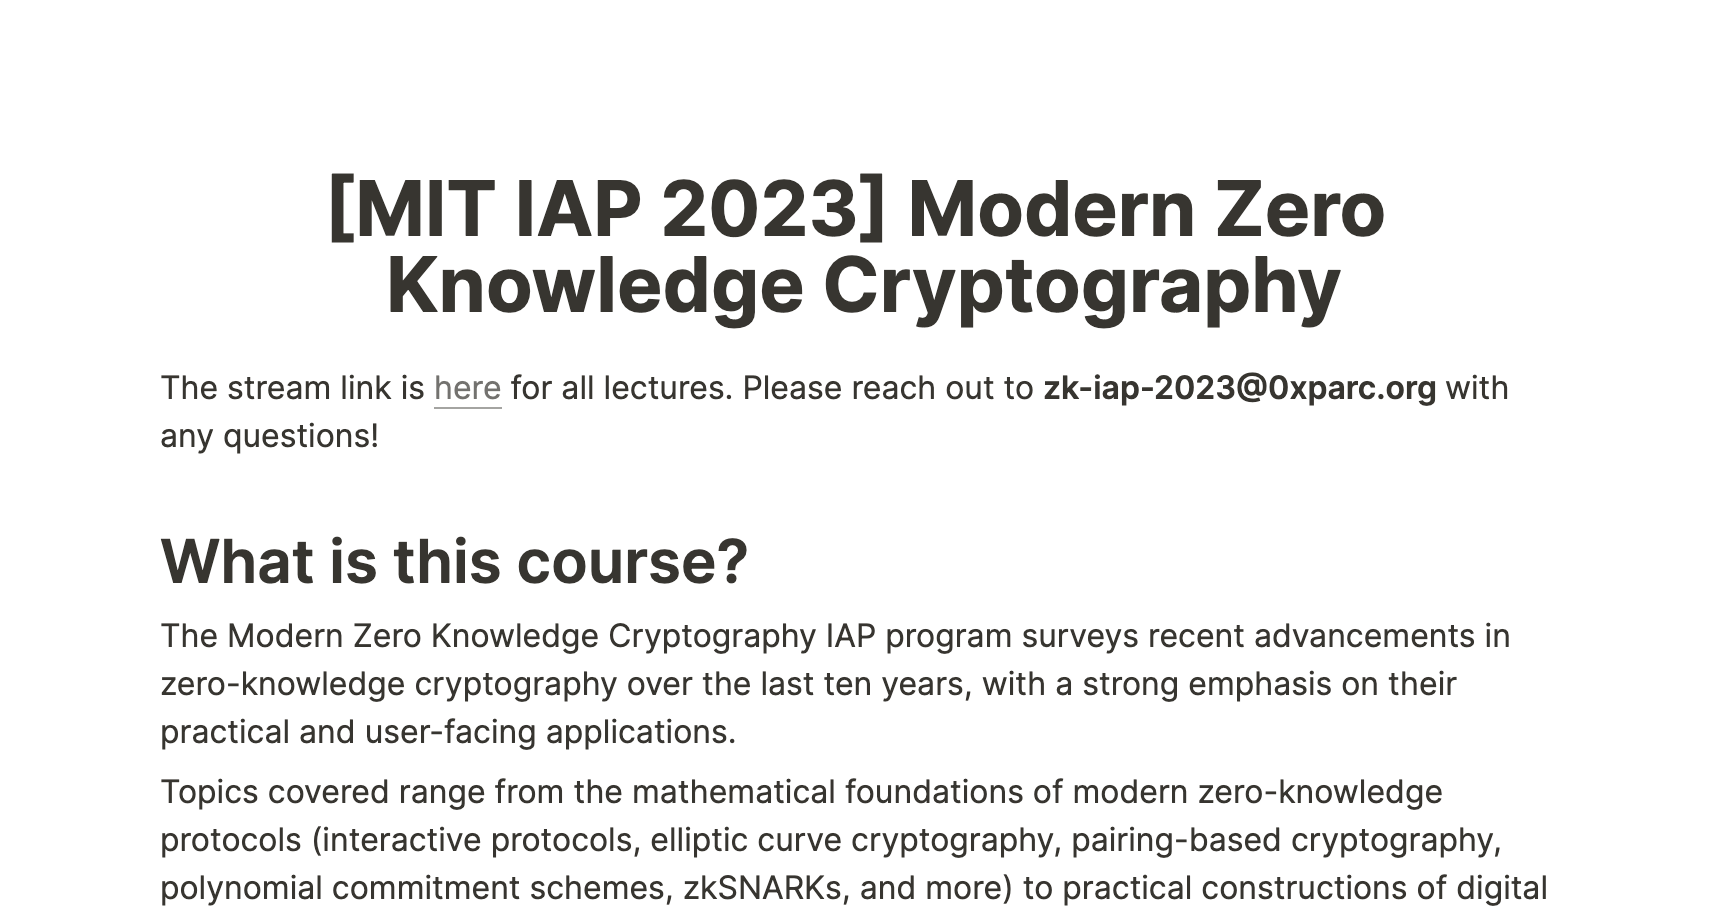 [MIT IAP 2023] Modern Zero
Knowledge Cryptography
The stream link is here for all lectures. Please reach out to zk-iap-2023@0xparc.org with
any questions!
What is this course?
The Modern Zero Knowledge Cryptography IAP program surveys recent advancements in
zero-knowledge cryptography over the last ten years, with a strong emphasis on their
practical and user-facing applications.
Topics covered range from the mathematical foundations of modern zero-knowledge
protocols (interactive protocols, elliptic curve cryptography, pairing-based cryptography,
polynomial commitment schemes, zkSNARKs, and more) to practical constructions of digital